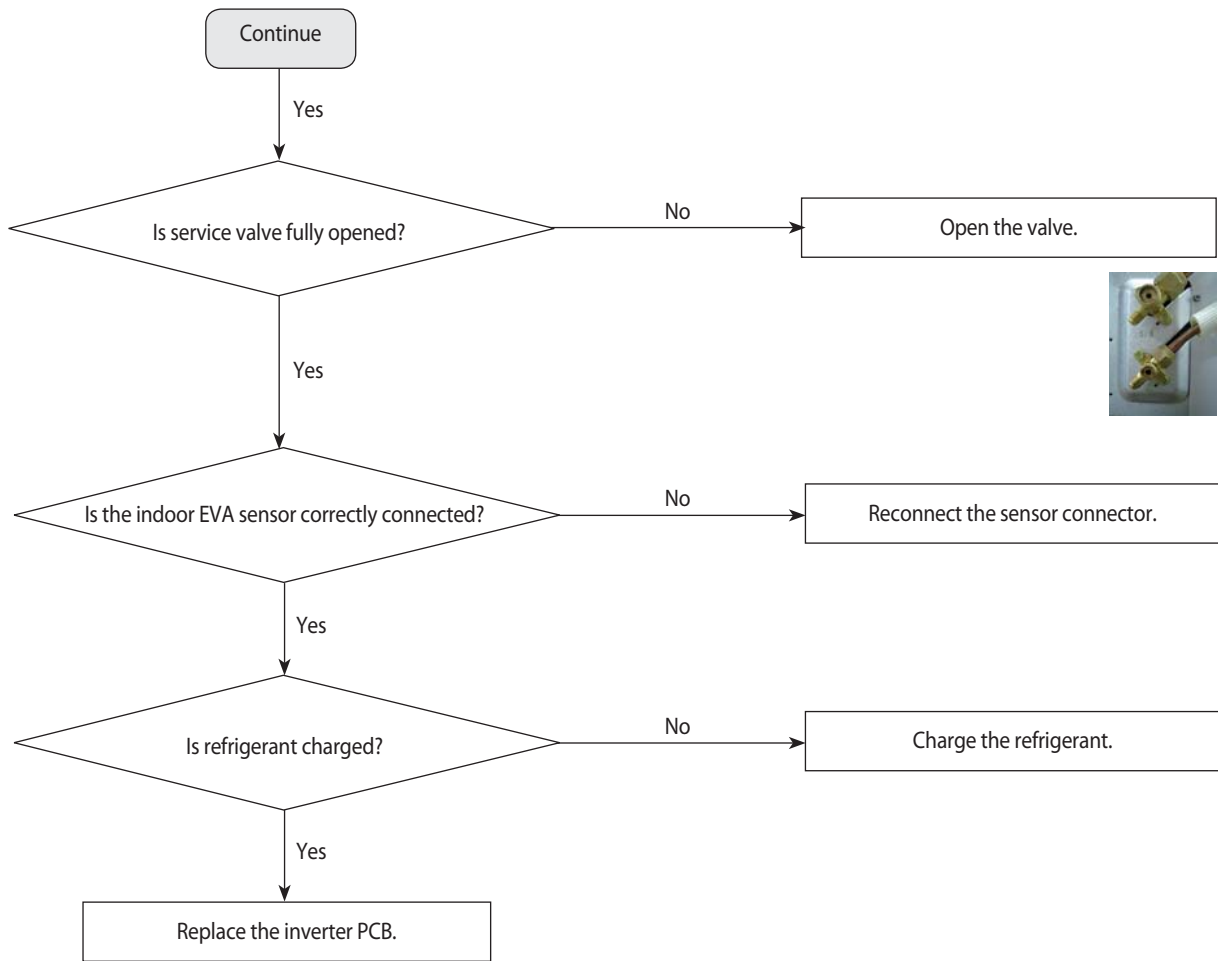 Continue
Yes
Is service valve fully opened?
No
Open the valve.
Yes
Is the indoor EVA sensor correctly connected?
No
Reconnect the sensor connector.
Yes
Is refrigerant charged?
No
Charge the refrigerant.
Yes
Replace the inverter PCB.